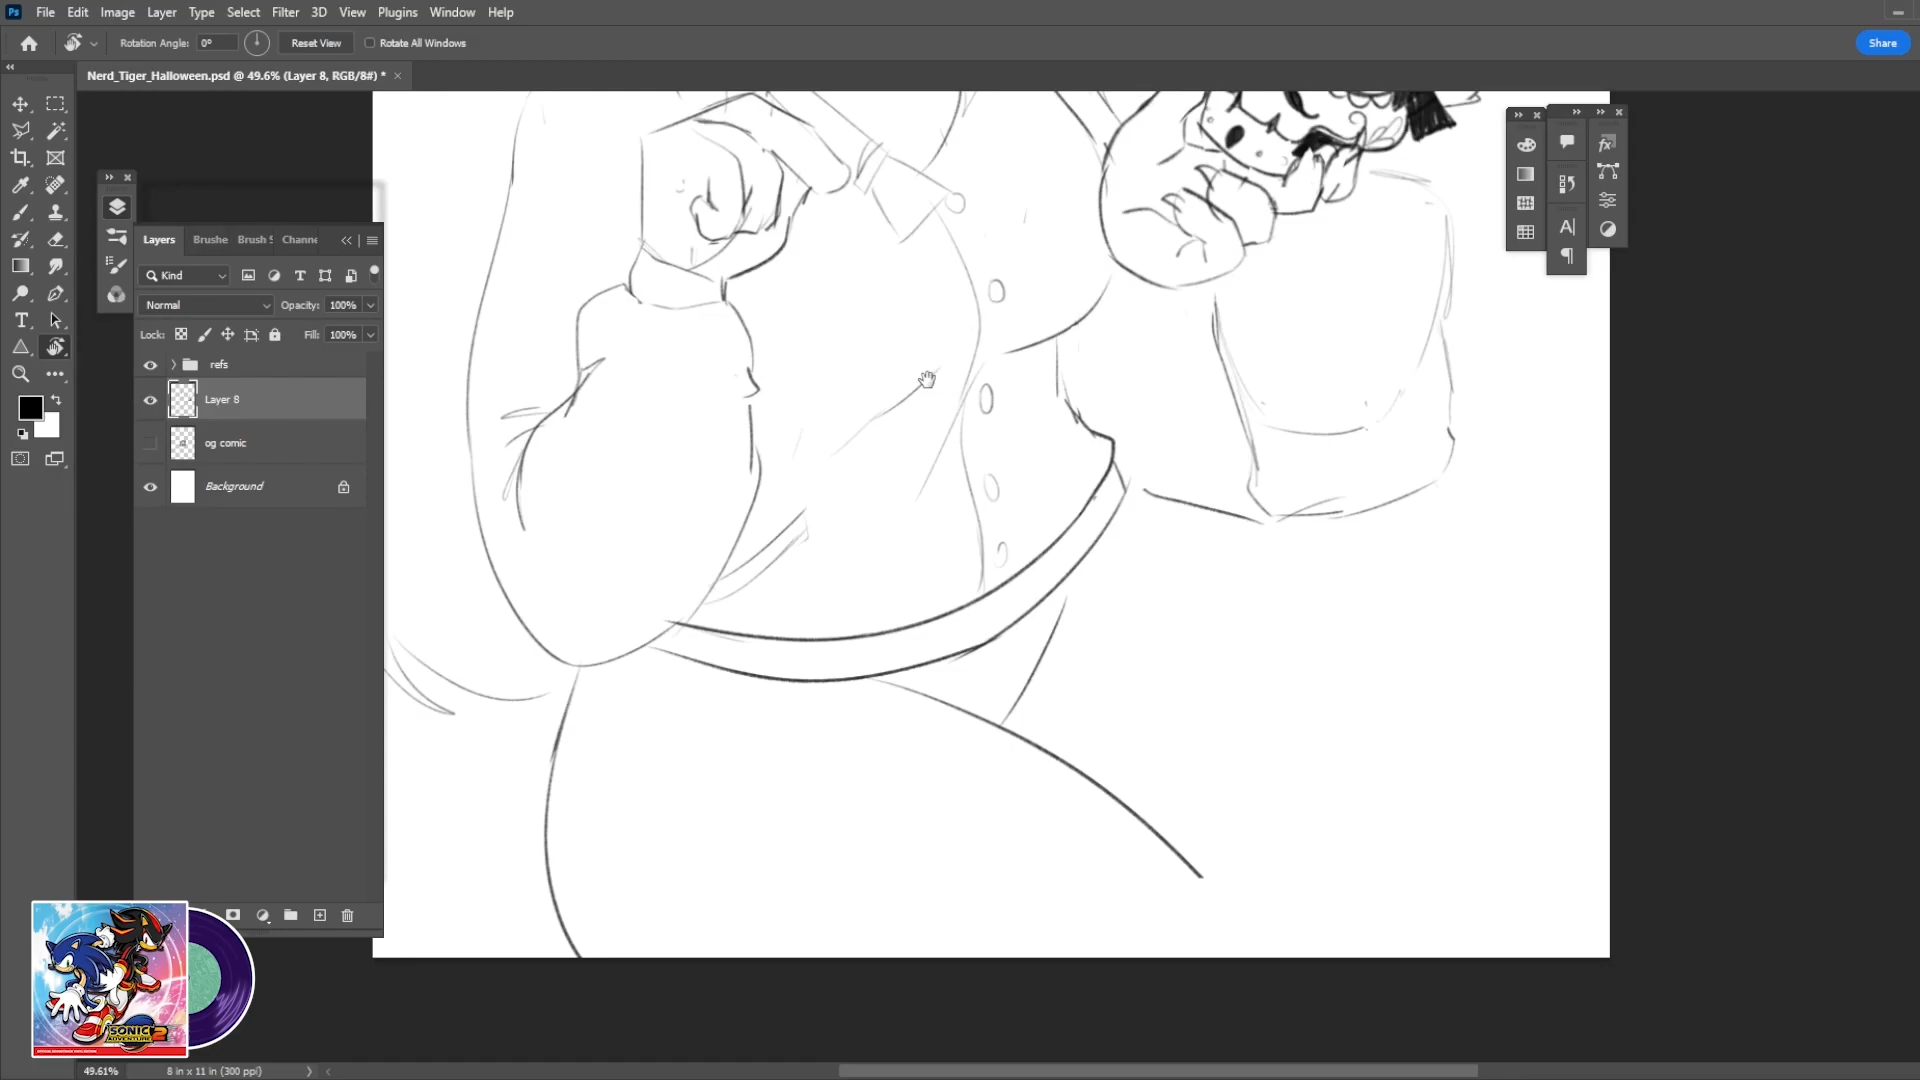 Ps File Edit Image Layer Type Select Filter 3D View Plugins Window Help
Rotation Angle: 0° Reset View Rotate All Windows Share
Nerd_Tiger_Halloween.psd @ 49.6% (Layer 8, RGB/8#) * ×
Layers Brushe Brush S Channe
Kind
Normal Opacity: 100%
Lock: Fill: 100%
refs
Layer 8
og comic
Background
SONIC
ADVENTURE 2
49.61% 8 in x 11 in (300 ppi)